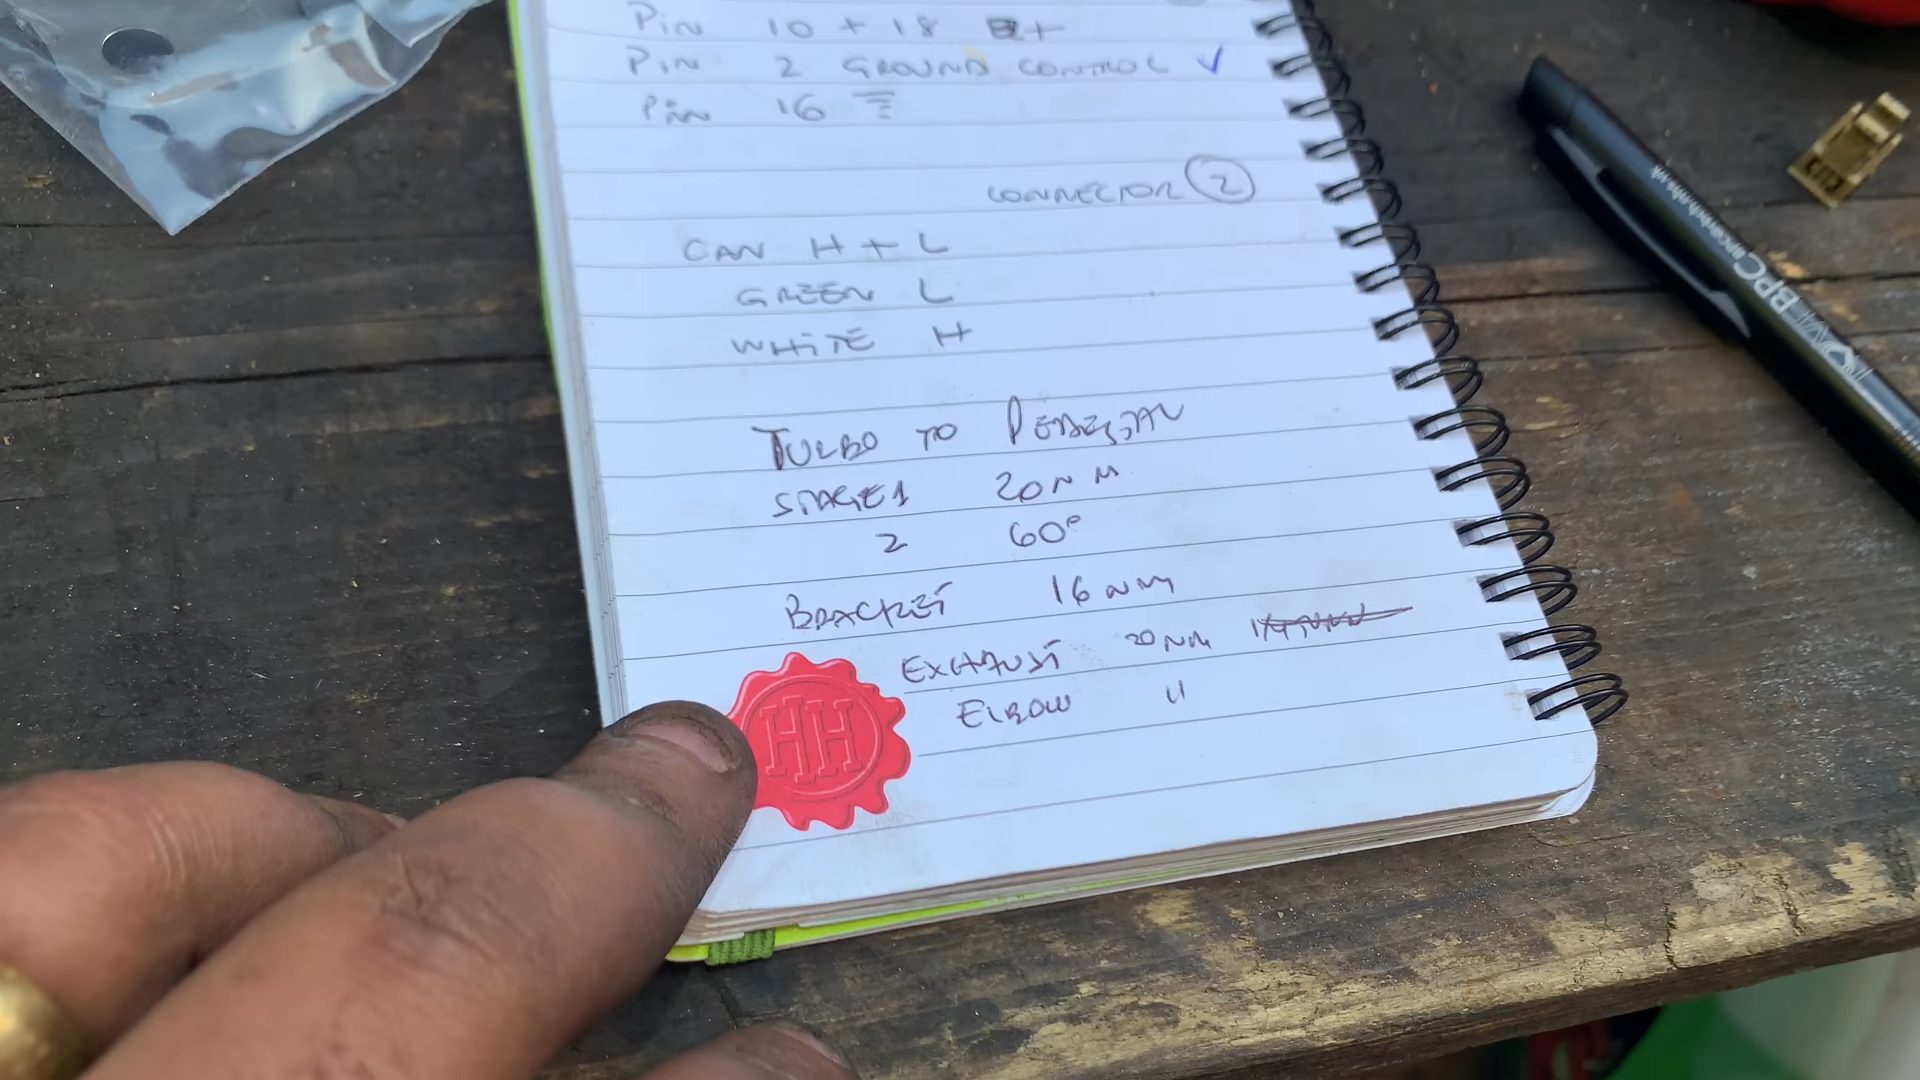 Pin 10 + 18 B+
Pin 2 GROUND CONTROL ✓
Pin 16
CONNECTOR 2
CAN H + L
GREEN L
WHITE H
TURBO TO PEDESTAL
STAGE 1 20 NM
2 60°
BRACKET 16 NM
EXHAUST 20 NM
ELBOW 11
HH
BPC